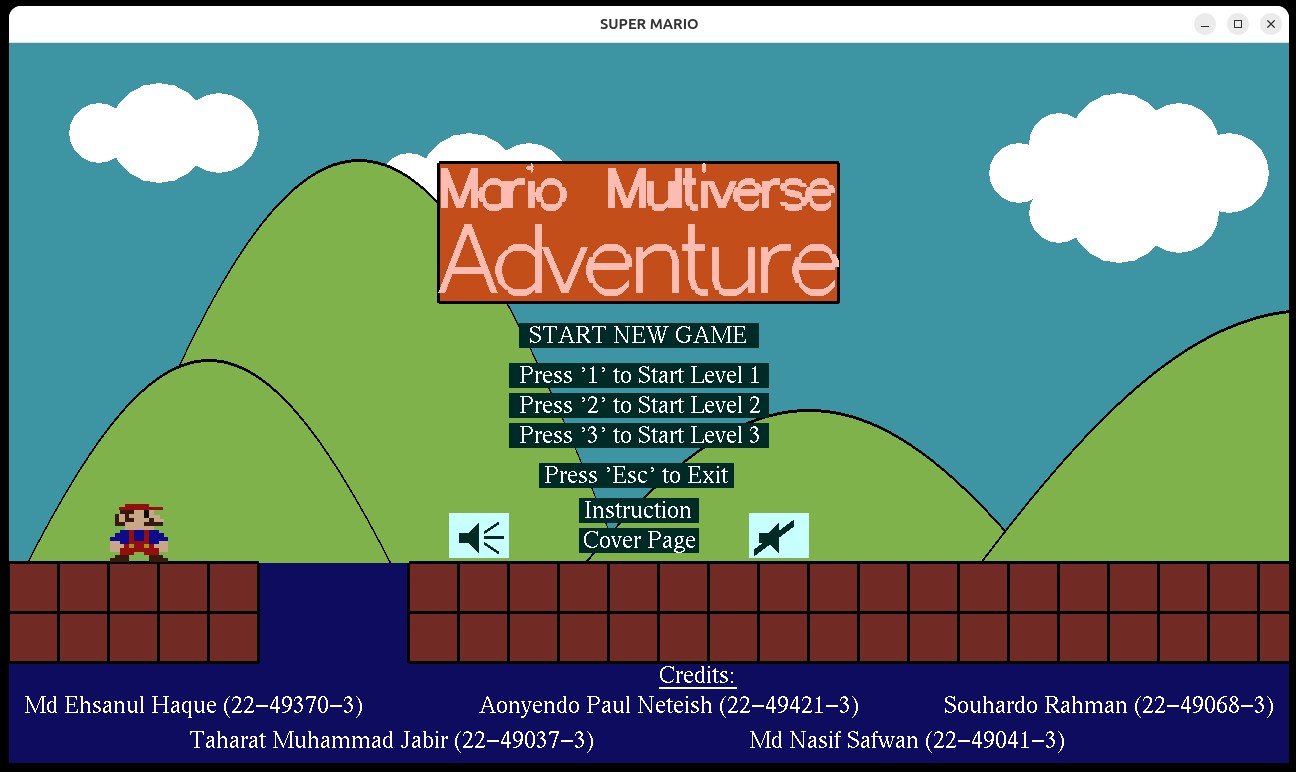 SUPER MARIO
Mario Multiverse
Adventure
START NEW GAME
Press '1' to Start Level 1
Press '2' to Start Level 2
Press '3' to Start Level 3
Press 'Esc' to Exit
Instruction
Cover Page
Credits:
Md Ehsanul Haque (22-49370-3) Aonyendo Paul Neteish (22-49421-3) Souhardo Rahman (22-49068-3)
Taharat Muhammad Jabir (22-49037-3) Md Nasif Safwan (22-49041-3)